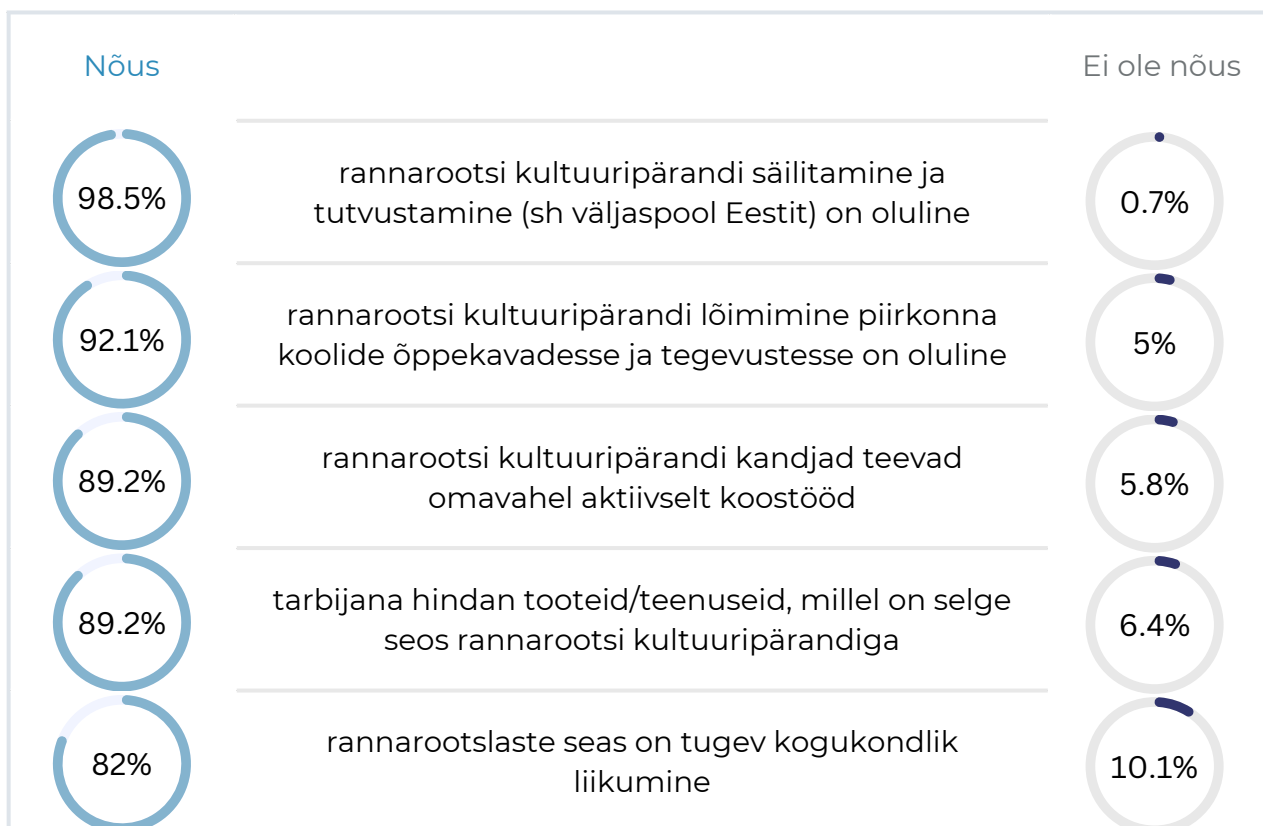 Nõus
Ei ole nõus
98.5%
rannarootsi kultuuripärandi säilitamine ja
tutvustamine (sh väljaspool Eestit) on oluline
0.7%
92.1%
rannarootsi kultuuripärandi lõimimine piirkonna
koolide õppekavadesse ja tegevustesse on oluline
5%
89.2%
rannarootsi kultuuripärandi kandjad teevad
omavahel aktiivselt koostööd
5.8%
89.2%
tarbijana hindan tooteid/teenuseid, millel on selge
seos rannarootsi kultuuripärandiga
6.4%
82%
rannarootslaste seas on tugev kogukondlik
liikumine
10.1%